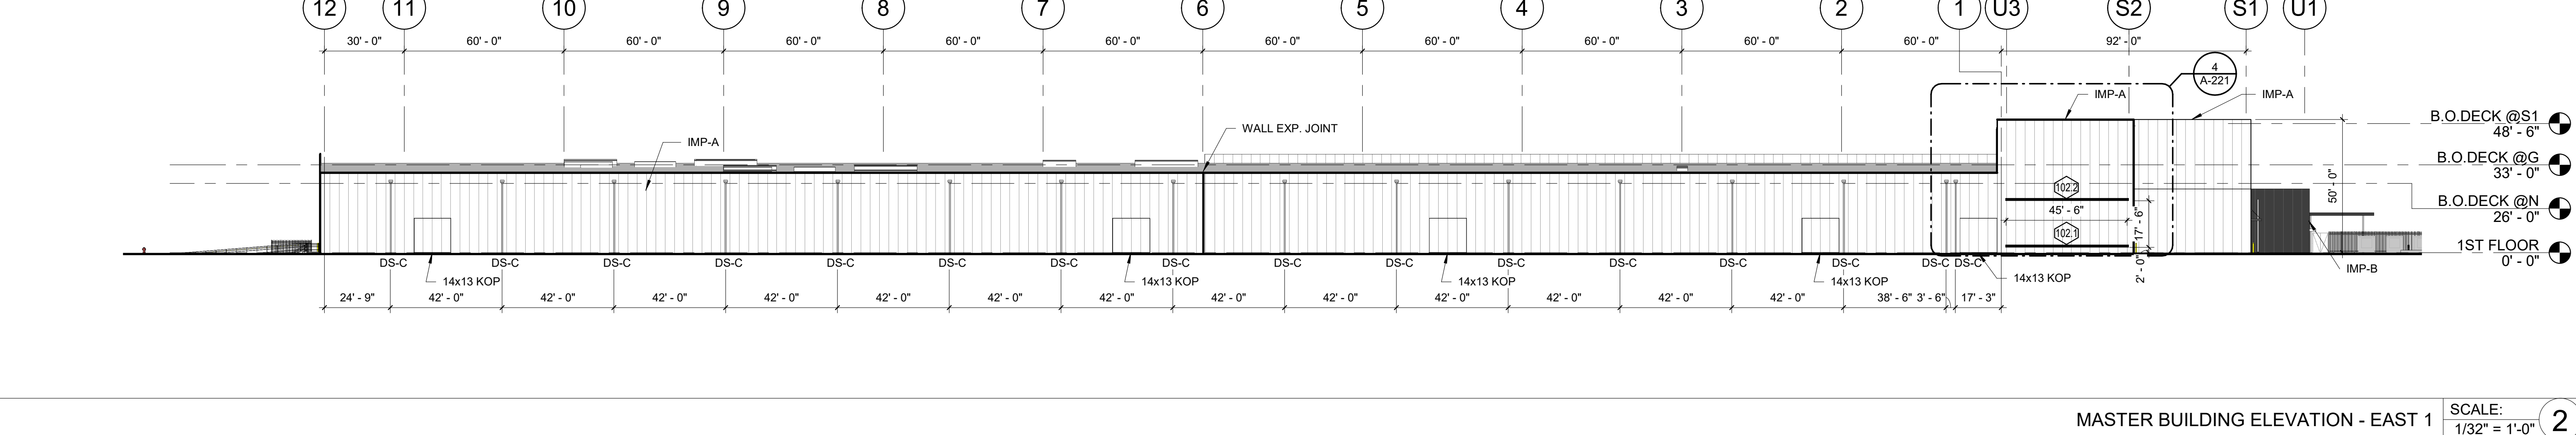 12 11 10 9 8 7 6 5 4 3 2 1 U3 S2 S1 U1
30' - 0" 60' - 0" 60' - 0" 60' - 0" 60' - 0" 60' - 0" 60' - 0" 60' - 0" 60' - 0" 60' - 0" 60' - 0" 92' - 0"
4
A-221
IMP-A IMP-A
B.O.DECK @S1
48' - 6"
WALL EXP. JOINT
IMP-A
B.O.DECK @G
33' - 0"
50' - 0"
102.2
B.O.DECK @N
26' - 0"
45' - 6"
17' - 6"
102.1
1ST FLOOR
0' - 0"
2' - 0"
IMP-B
DS-C DS-C DS-C DS-C DS-C DS-C DS-C DS-C DS-C DS-C DS-C DS-C DS-C DS-C DS-C DS-C
14x13 KOP 14x13 KOP 14x13 KOP 14x13 KOP 14x13 KOP
24' - 9" 42' - 0" 42' - 0" 42' - 0" 42' - 0" 42' - 0" 42' - 0" 42' - 0" 42' - 0" 42' - 0" 42' - 0" 42' - 0" 42' - 0" 42' - 0" 38' - 6" 3' - 6" 17' - 3"
MASTER BUILDING ELEVATION - EAST 1
SCALE:
1/32" = 1'-0"
2